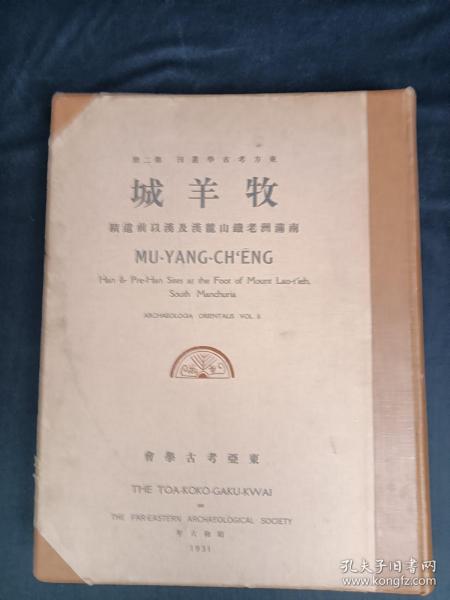 東方考古學叢刊 第二册
牧羊城
南滿洲老鐵山麓漢及漢以前遺蹟
MU-YANG-CH'ÊNG
Han & Pre-Han Sites at the Foot of Mount Lao-t'ieh,
South Manchuria
ARCHAEOLOGIA ORIENTALIS VOL. II
東亞考古學會
THE TOA-KOKO-GAKU-KWAI
OR
THE FAR-EASTERN ARCHAEOLOGICAL SOCIETY
昭和六年
1931
孔夫子旧书网
www.kongfz.com